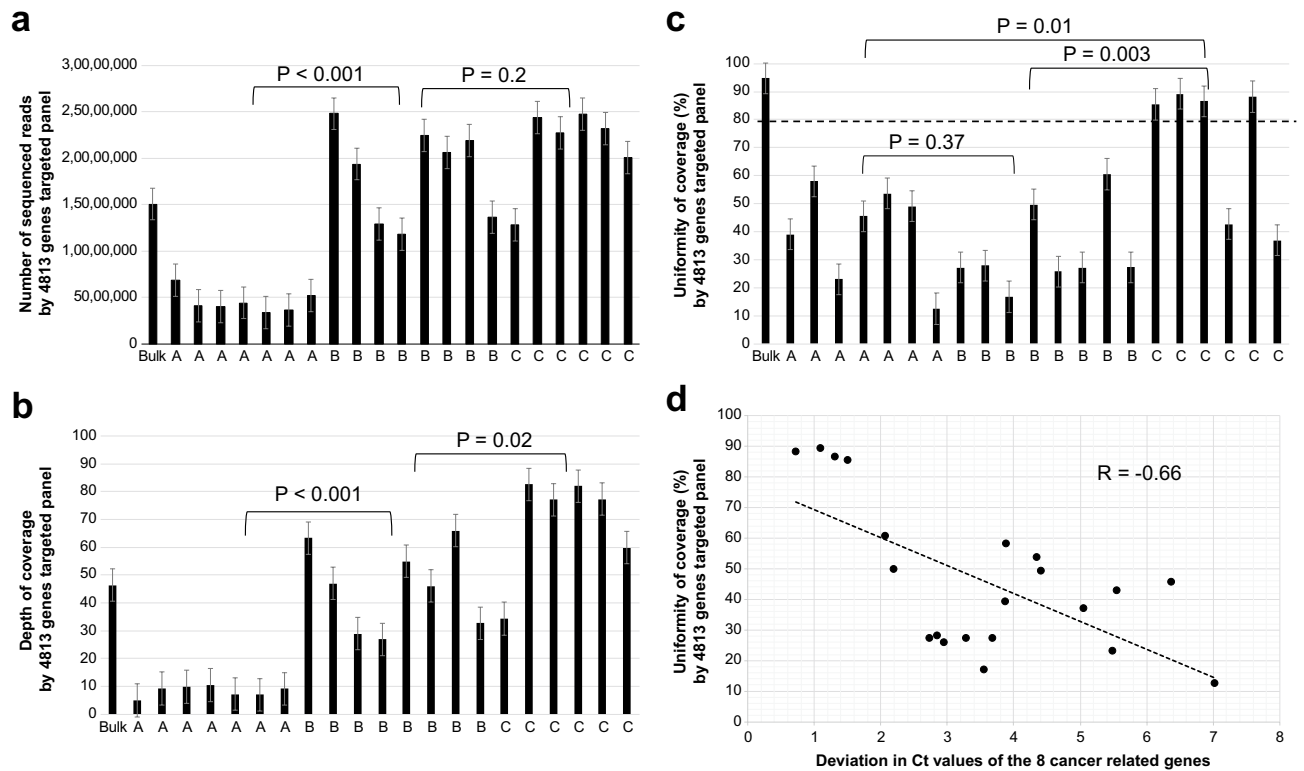 a
Number of sequenced reads
by 4813 genes targeted panel
3,00,00,000
2,50,00,000
2,00,00,000
1,50,00,000
1,00,00,000
50,00,000
0
P < 0.001
P = 0.2
Bulk A A A A A A A B B B B B B B B C C C C C C
b
Depth of coverage
by 4813 genes targeted panel
100
90
80
70
60
50
40
30
20
10
0
P < 0.001
P = 0.02
Bulk A A A A A A A B B B B B B B B C C C C C C
c
Uniformity of coverage (%)
by 4813 genes targeted panel
100
90
80
70
60
50
40
30
20
10
0
P = 0.01
P = 0.003
P = 0.37
Bulk A A A A A A A B B B B B B B B C C C C C C
d
Uniformity of coverage (%)
by 4813 genes targeted panel
100
90
80
70
60
50
40
30
20
10
0
R = -0.66
0 1 2 3 4 5 6 7 8
Deviation in Ct values of the 8 cancer related genes